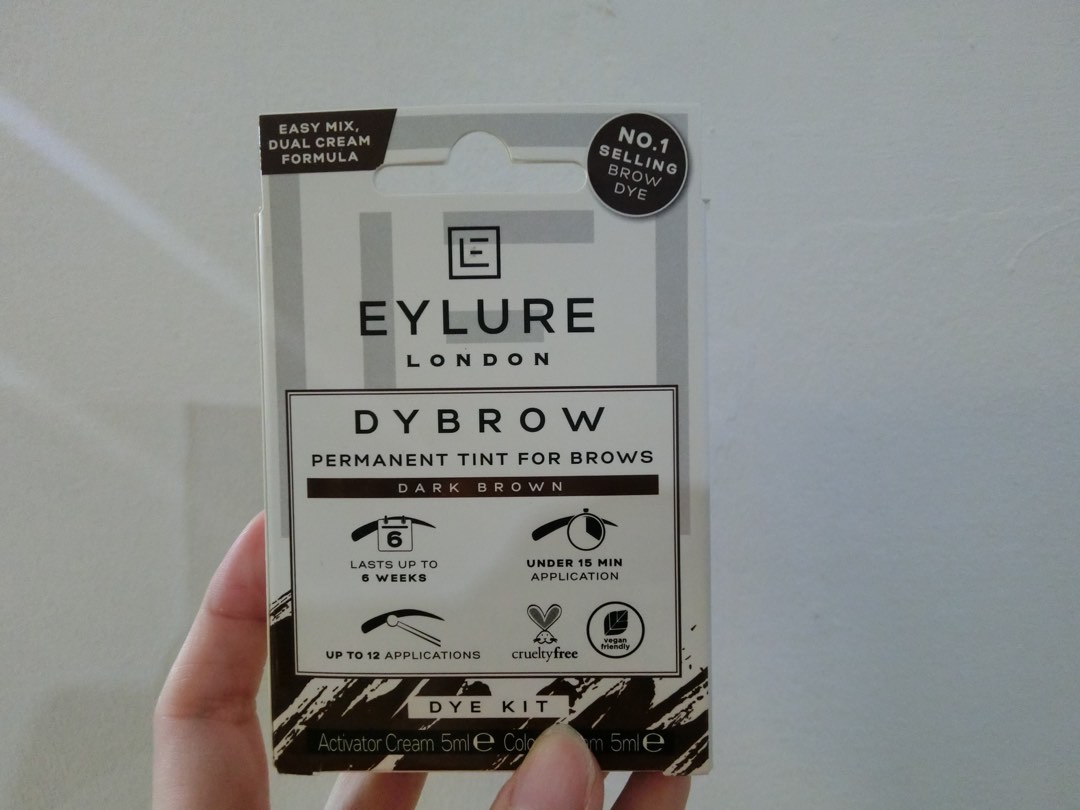 EASY MIX,
DUAL CREAM
FORMULA
NO.1
SELLING
BROW
DYE
E
EYLURE
LONDON
DYBROW
PERMANENT TINT FOR BROWS
DARK BROWN
6
LASTS UP TO
6 WEEKS
UNDER 15 MIN
APPLICATION
UP TO 12 APPLICATIONS
crueltyfree
vegan
friendly
DYE KIT
Activator Cream 5ml℮ 5ml℮